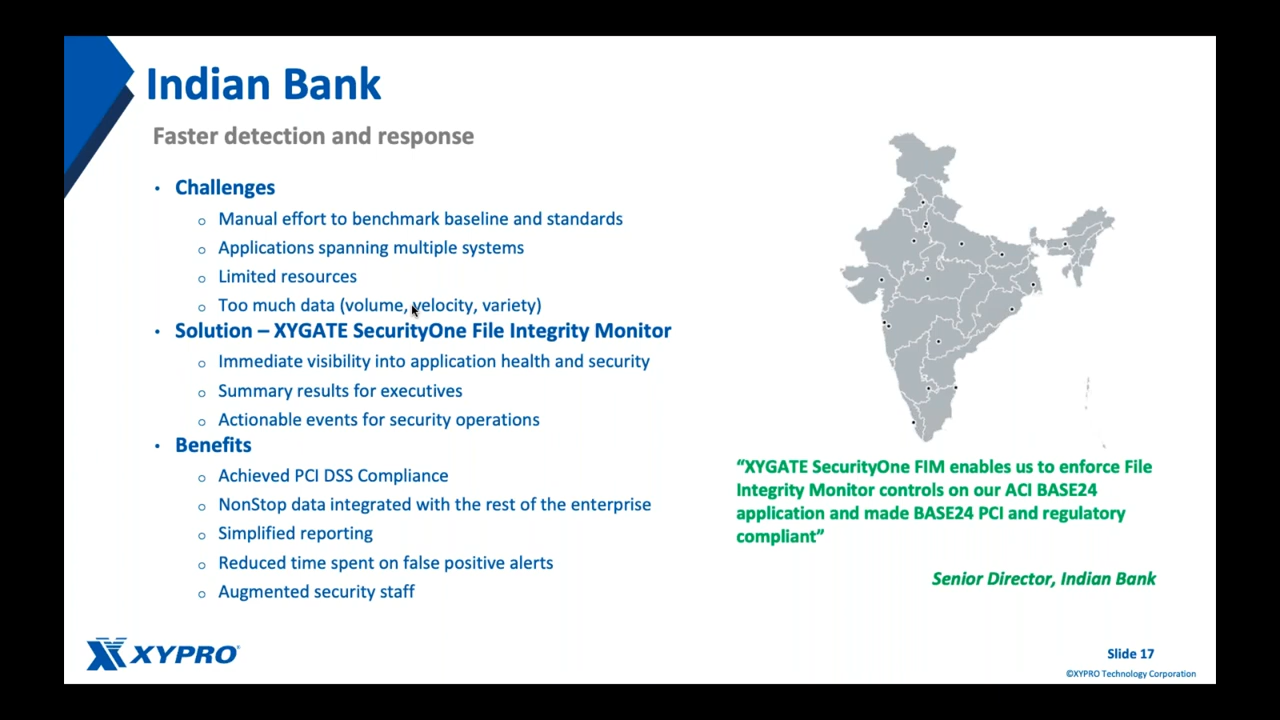 Indian Bank
Faster detection and response
• Challenges
o Manual effort to benchmark baseline and standards
o Applications spanning multiple systems
o Limited resources
o Too much data (volume, velocity, variety)
• Solution – XYGATE SecurityOne File Integrity Monitor
o Immediate visibility into application health and security
o Summary results for executives
o Actionable events for security operations
• Benefits
o Achieved PCI DSS Compliance
o NonStop data integrated with the rest of the enterprise
o Simplified reporting
o Reduced time spent on false positive alerts
o Augmented security staff
“XYGATE SecurityOne FIM enables us to enforce File
Integrity Monitor controls on our ACI BASE24
application and made BASE24 PCI and regulatory
compliant”
Senior Director, Indian Bank
XYPRO®
Slide 17
©XYPRO Technology Corporation